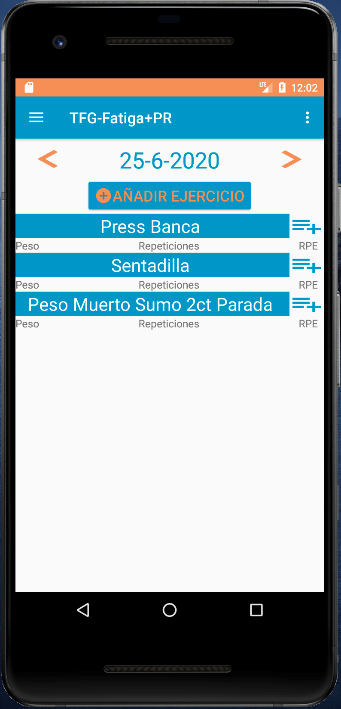 LTE 12:02
TFG-Fatiga+PR
< 25-6-2020 >
AÑADIR EJERCICIO
Press Banca
Peso Repeticiones RPE
Sentadilla
Peso Repeticiones RPE
Peso Muerto Sumo 2ct Parada
Peso Repeticiones RPE